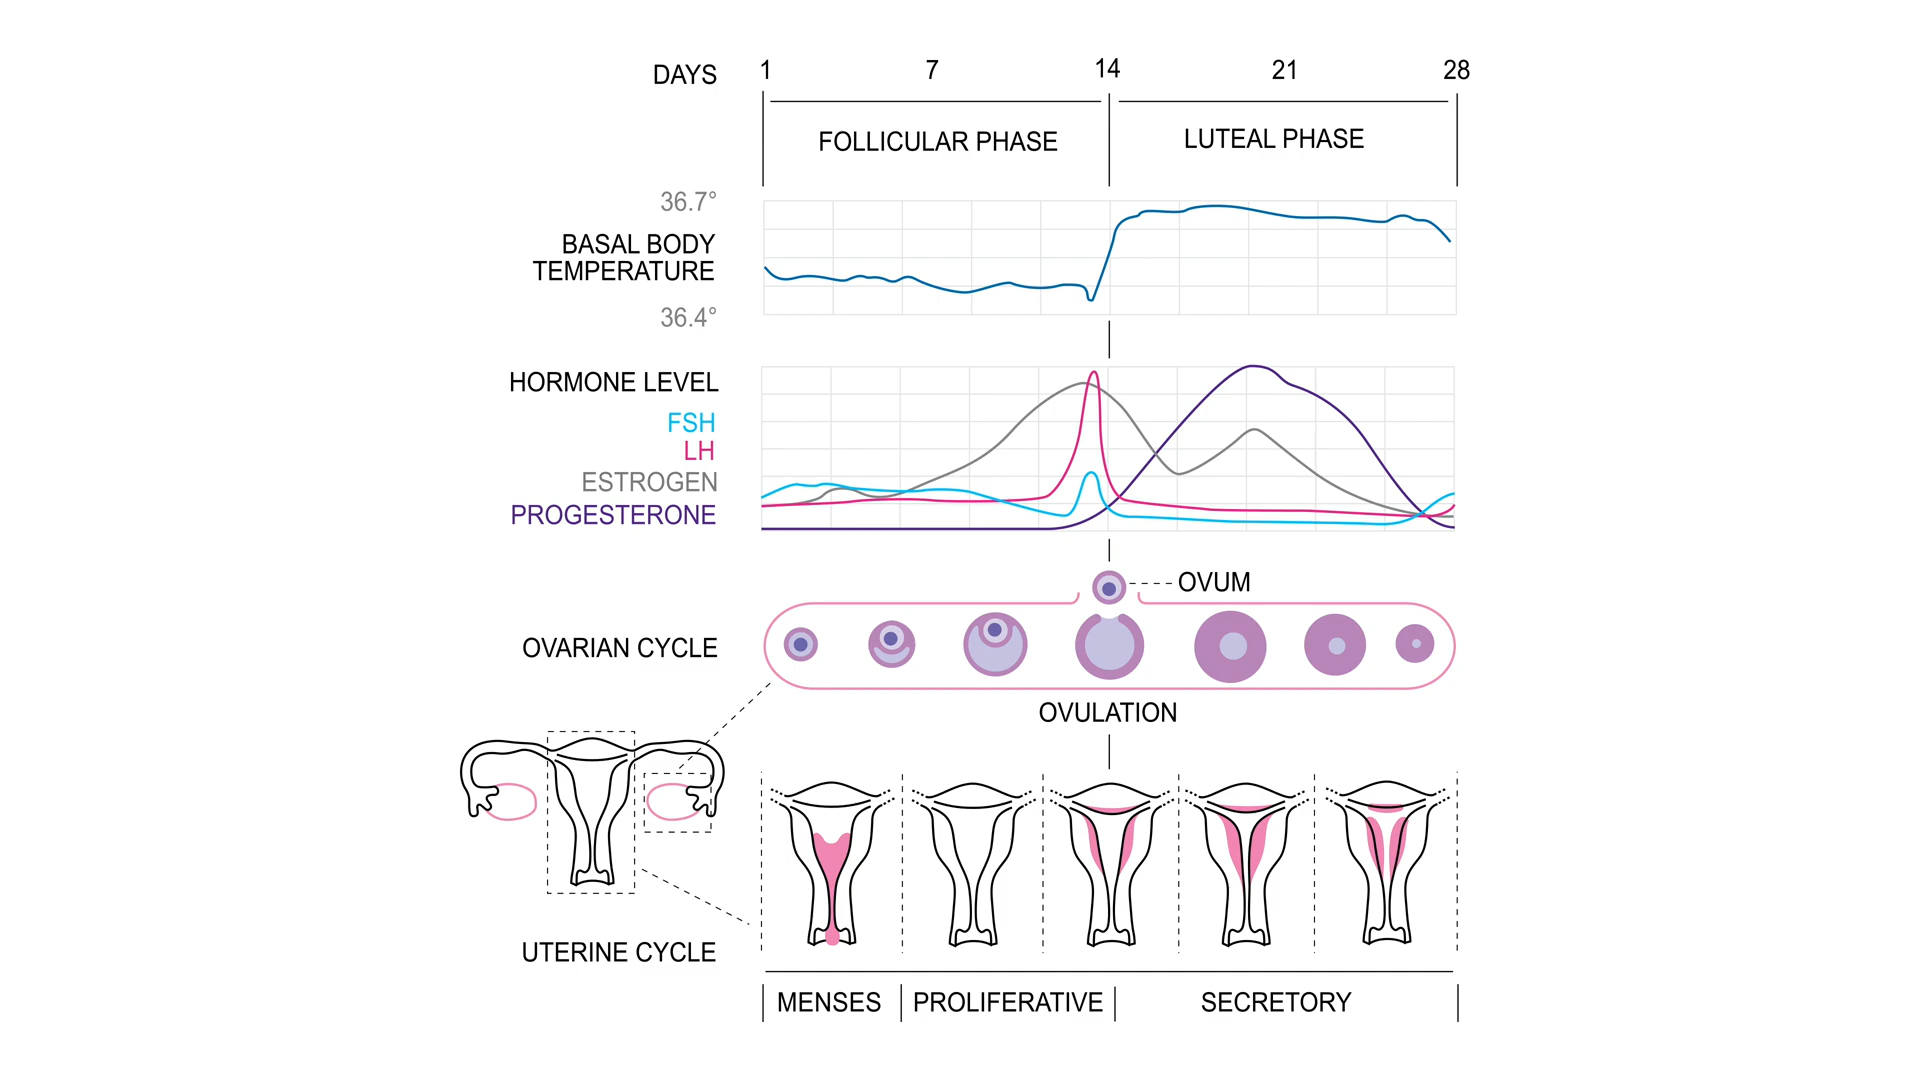 DAYS
1 7 14 21 28
FOLLICULAR PHASE
LUTEAL PHASE
36.7°
BASAL BODY
TEMPERATURE
36.4°
HORMONE LEVEL
FSH
LH
ESTROGEN
PROGESTERONE
OVUM
OVARIAN CYCLE
OVULATION
UTERINE CYCLE
MENSES
PROLIFERATIVE
SECRETORY